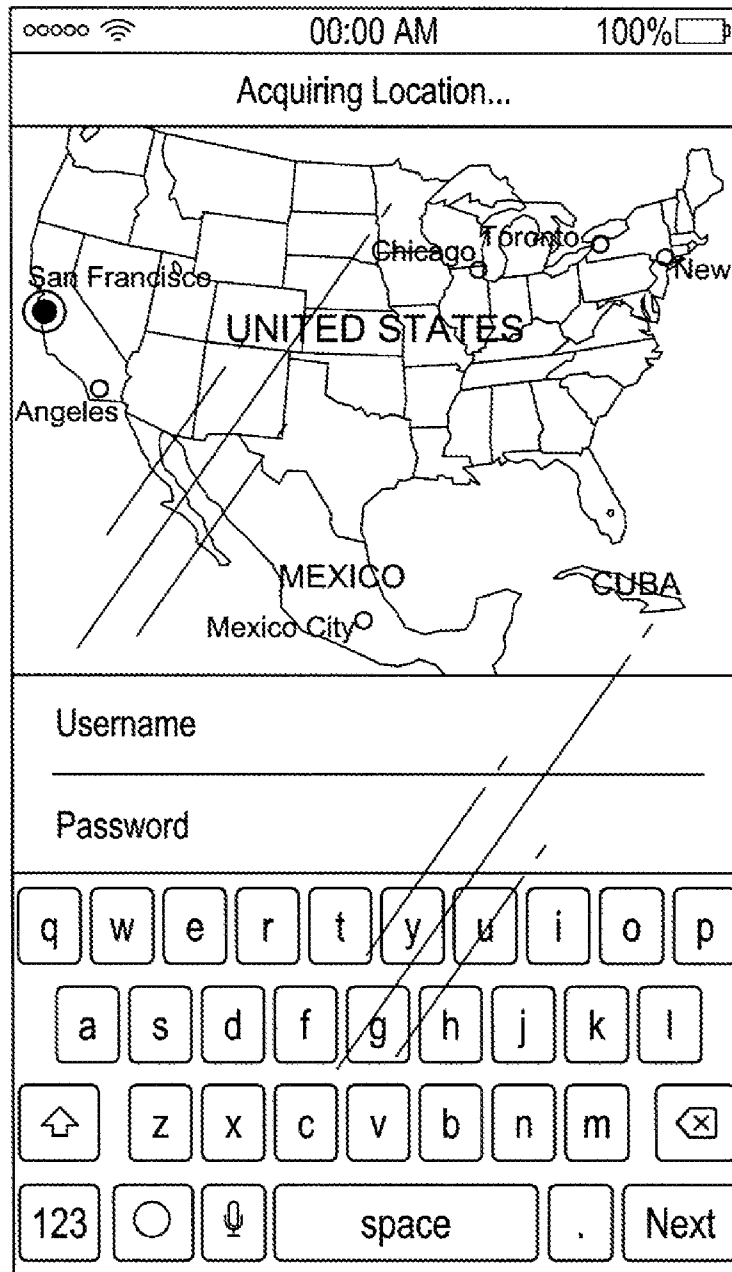 00:00 AM 100%
Acquiring Location...
Toronto
Chicago
New
San Francisco
UNITED STATES
Angeles
MEXICO
CUBA
Mexico City
Username
Password
q w e r t y u i o p
a s d f g h j k l
z x c v b n m
123 space . Next